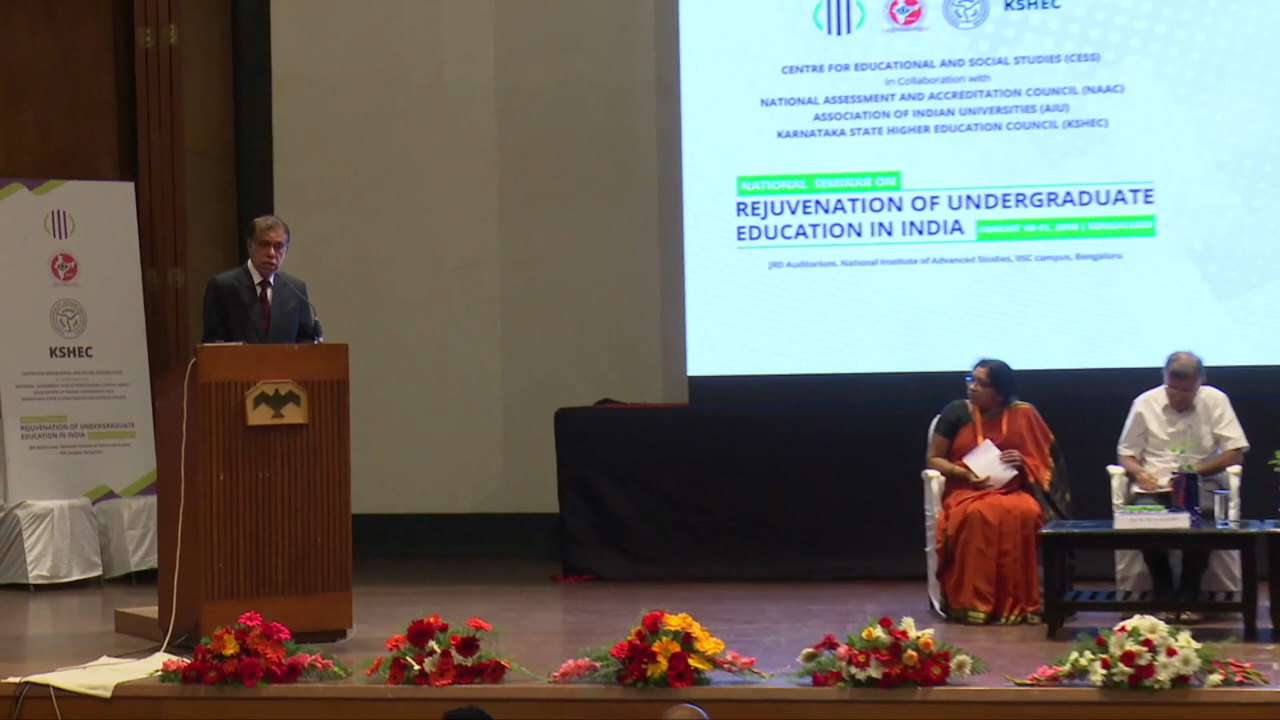 KSHEC
CENTRE FOR EDUCATIONAL AND SOCIAL STUDIES (CESS)
In Collaboration with
NATIONAL ASSESSMENT AND ACCREDITATION COUNCIL (NAAC)
ASSOCIATION OF INDIAN UNIVERSITIES (AIU)
KARNATAKA STATE HIGHER EDUCATION COUNCIL (KSHEC)
NATIONAL SEMINAR ON
REJUVENATION OF UNDERGRADUATE
EDUCATION IN INDIA
JRD Auditorium, National Institute of Advanced Studies, IISC campus, Bengaluru
KSHEC
REJUVENATION OF UNDERGRADUATE
EDUCATION IN INDIA